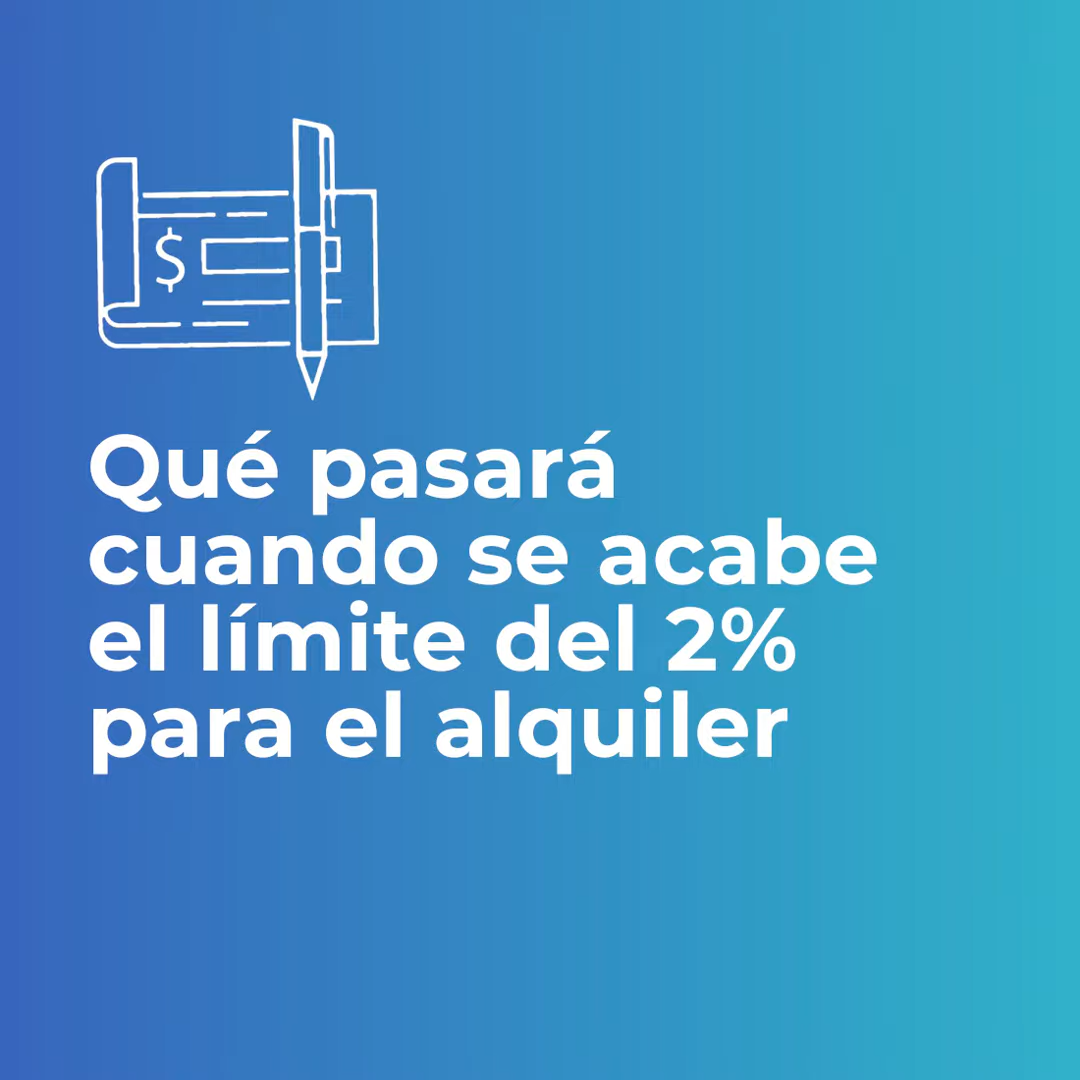 $
Qué pasará
cuando se acabe
el límite del 2%
para el alquiler